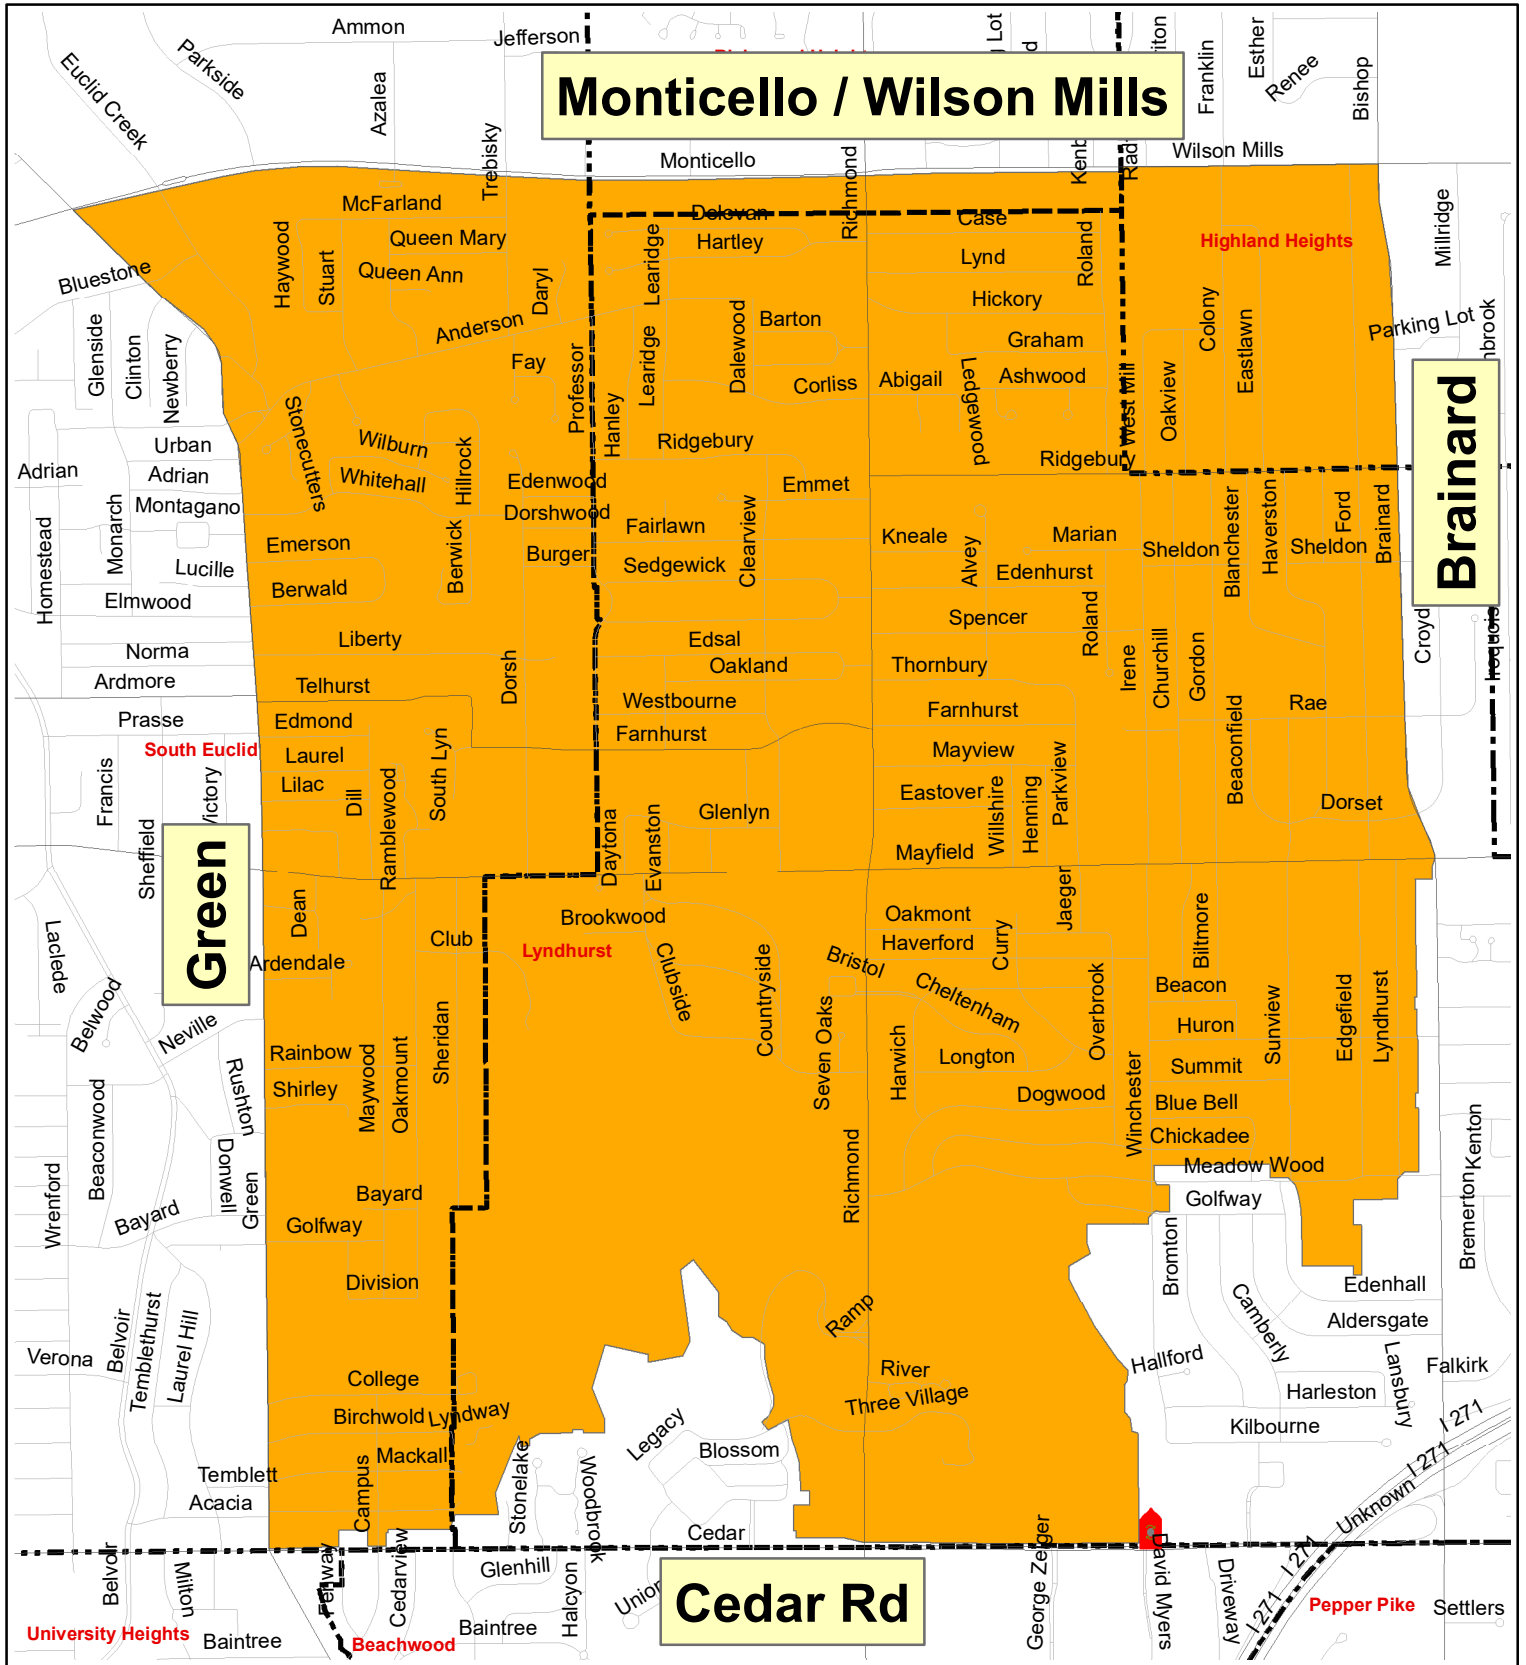 Ammon
Jefferson
Lot
Esther
Franklin
Renee
Bishop
Parkside
Euclid Creek
Azalea
Monticello / Wilson Mills
Trebisky
Monticello
Richmond
Wilson Mills
McFarland
Haywood
Stuart
Queen Mary
Queen Ann
Daryl
Learidge
Delovan
Hartley
Case
Lynd
Roland
Highland Heights
Millridge
Bluestone
Glenside
Clinton
Newberry
Anderson
Fay
Professor
Hanley
Learidge
Dalewood
Barton
Corliss
Hickory
Graham
Abigail
Ledgewood
Ashwood
West Mill
Oakview
Colony
Eastlawn
Parking Lot
Brainard
Urban
Adrian
Adrian
Montagano
Monarch
Homestead
Lucille
Elmwood
Norma
Ardmore
Prasse
Stonecutters
Wilburn
Whitehall
Hillrock
Edenwood
Dorshwood
Burger
Berwick
Emerson
Berwald
Liberty
Telhurst
Dorsh
Ridgebury
Emmet
Fairlawn
Sedgewick
Clearview
Edsal
Oakland
Westbourne
Farnhurst
Ridgebury
Kneale
Alvey
Marian
Edenhurst
Spencer
Roland
Thornbury
Farnhurst
Mayview
Sheldon
Blanchester
Haverston
Sheldon
Ford
Brainard
Irene
Churchill
Gordon
Beaconfield
Rae
Dorset
Iroquois
South Euclid
Edmond
Laurel
Lilac
Dill
Ramblewood
South Lyn
Francis
Sheffield
Green
Daytona
Evanston
Glenlyn
Eastover
Willshire
Henning
Parkview
Mayfield
Dean
Ardendale
Club
Brookwood
Lyndhurst
Clubside
Countryside
Bristol
Seven Oaks
Oakmont
Haverford
Curry
Jaeger
Cheltenham
Harwich
Longton
Dogwood
Overbrook
Biltmore
Beacon
Huron
Summit
Sunview
Edgefield
Lyndhurst
Winchester
Blue Bell
Chickadee
Meadow Wood
Golfway
Laclede
Belwood
Neville
Rushton
Beaconwood
Donwell
Green
Wrenford
Bayard
Rainbow
Shirley
Maywood
Oakmount
Sheridan
Bayard
Golfway
Division
Richmond
Ramp
River
Three Village
Bromton
Camberly
Edenhall
Aldersgate
Bremerton
Kenton
Hallford
Harleston
Lansbury
Falkirk
Kilbourne
Verona
Belvoir
Templehurst
Laurel Hill
College
Birchwold
Lyndway
Mackall
Campus
Temblett
Acacia
Stonelake
Woodbrook
Legacy
Blossom
Cedar
I 271
I 271
Unknown
I 271
I 271
Belvoir
Milton
University Heights
Baintree
Fenway
Cedarview
Beachwood
Glenhill
Baintree
Halcyon
Union
Cedar Rd
George Zeiger
David Myers
Driveway
Pepper Pike
Settlers